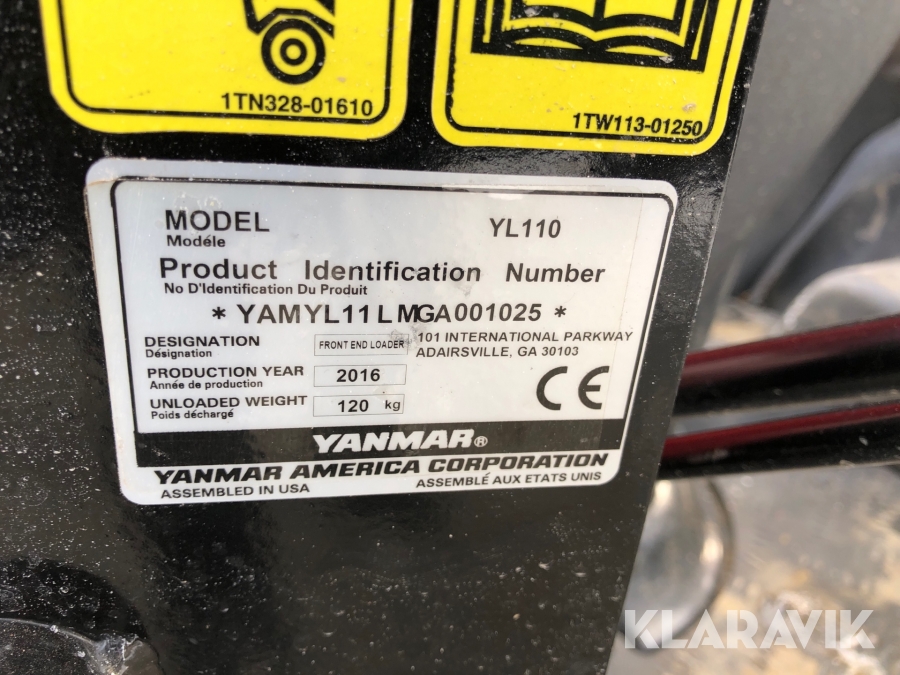 1TN328-01610
1TW113-01250
MODEL YL110
Modéle
Product Identification Number
No D'Identification Du Produit
* YAMYL11LMGA001025 *
DESIGNATION FRONT END LOADER
Désignation
101 INTERNATIONAL PARKWAY
ADAIRSVILLE, GA 30103
PRODUCTION YEAR 2016
Année de production
UNLOADED WEIGHT 120 kg
Poids déchargé
CE
YANMAR®
YANMAR AMERICA CORPORATION
ASSEMBLED IN USA ASSEMBLÉ AUX ETATS UNIS
KLARAVIK